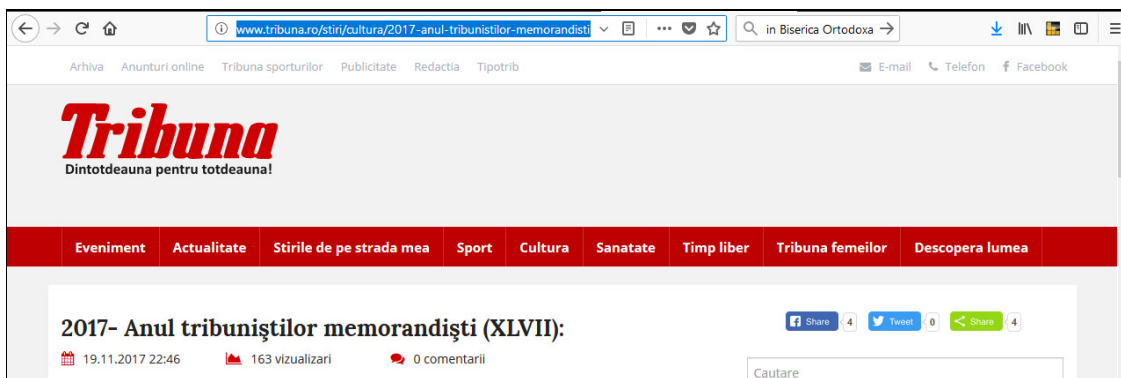 www.tribuna.ro/stiri/cultura/2017-anul-tribunistilor-memorandisti
in Biserica Ortodoxa
Arhiva Anunturi online Tribuna sporturilor Publicitate Redactia Tipotrib E-mail Telefon Facebook
Tribuna
Dintotdeauna pentru totdeauna!
Eveniment Actualitate Stirile de pe strada mea Sport Cultura Sanatate Timp liber Tribuna femeilor Descopera lumea
2017- Anul tribuniştilor memorandişti (XLVII):
Share 4 Tweet 0 Share 4
19.11.2017 22:46 163 vizualizari 0 comentarii
Cautare